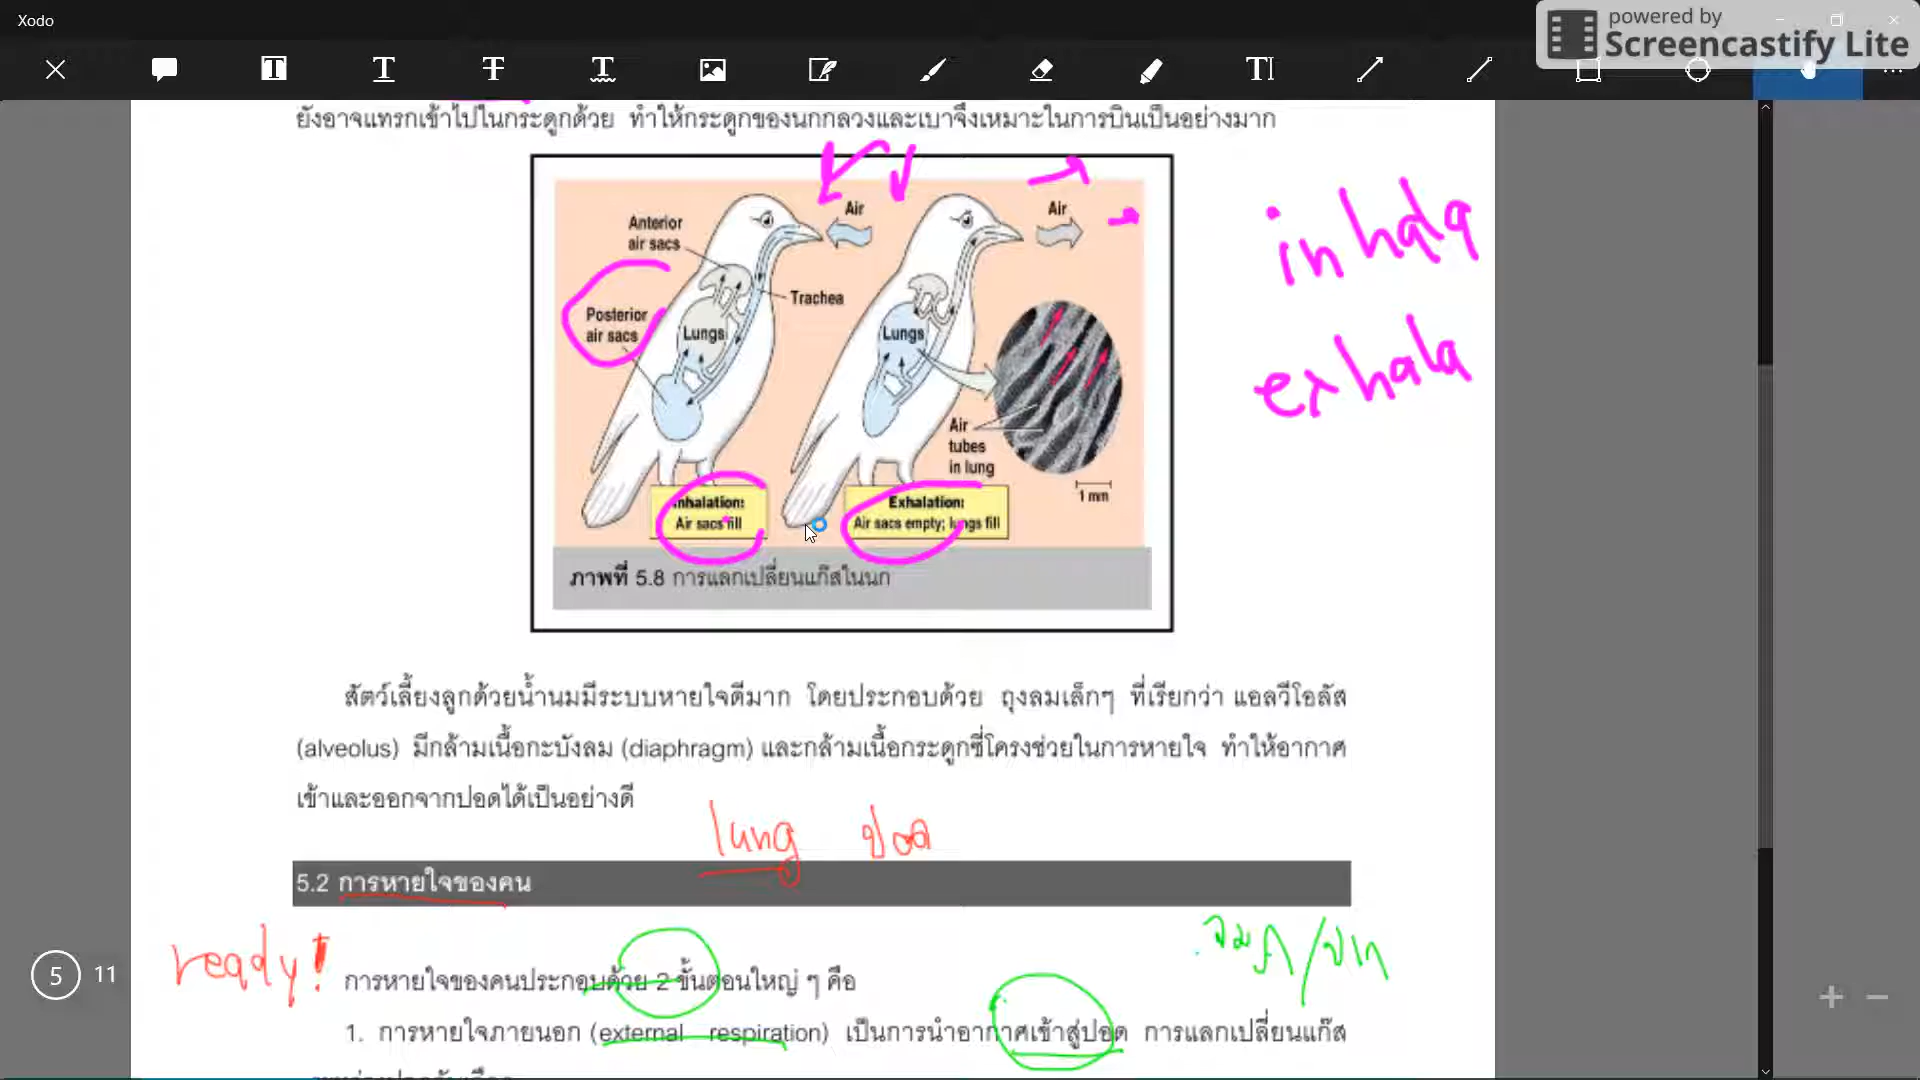 Xodo
powered by
Screencastify Lite
ยังอาจแทรกเข้าไปในกระดูกด้วย ทำให้กระดูกของนกกลวงและเบาจึงเหมาะในการบินเป็นอย่างมาก
Air
Air
Anterior
air sacs
Trachea
Posterior
air sacs
Lungs
Lungs
Air
tubes
in lung
1 mm
Inhalation:
Air sacs fill
Exhalation:
Air sacs empty; lungs fill
ภาพที่ 5.8 การแลกเปลี่ยนแก๊สในนก
สัตว์เลี้ยงลูกด้วยน้ำนมมีระบบหายใจดีมาก โดยประกอบด้วย ถุงลมเล็กๆ ที่เรียกว่า แอลวีโอลัส
(alveolus) มีกล้ามเนื้อกะบังลม (diaphragm) และกล้ามเนื้อกระดูกซี่โครงช่วยในการหายใจ ทำให้อากาศ
เข้าและออกจากปอดได้เป็นอย่างดี
lung ปอด
5.2 การหายใจของคน
ready!
การหายใจของคนประกอบด้วย 2 ขั้นตอนใหญ่ ๆ คือ
1. การหายใจภายนอก (external respiration) เป็นการนำอากาศเข้าสู่ปอด การแลกเปลี่ยนแก๊ส
5 11